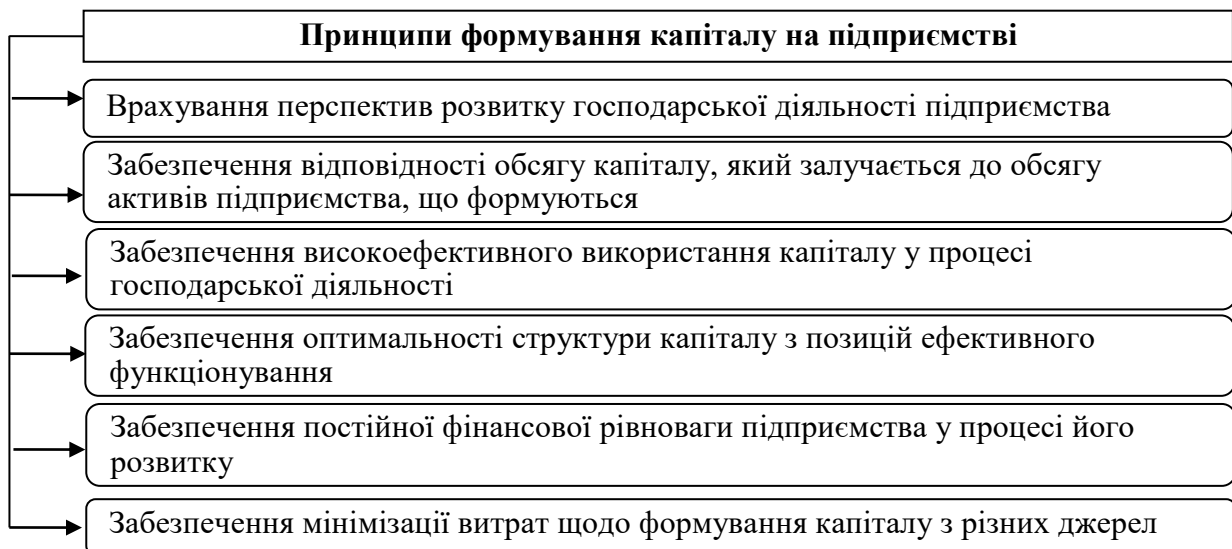 Принципи формування капіталу на підприємстві
Врахування перспектив розвитку господарської діяльності підприємства
Забезпечення відповідності обсягу капіталу, який залучається до обсягу
активів підприємства, що формуються
Забезпечення високоефективного використання капіталу у процесі
господарської діяльності
Забезпечення оптимальності структури капіталу з позицій ефективного
функціонування
Забезпечення постійної фінансової рівноваги підприємства у процесі його
розвитку
Забезпечення мінімізації витрат щодо формування капіталу з різних джерел